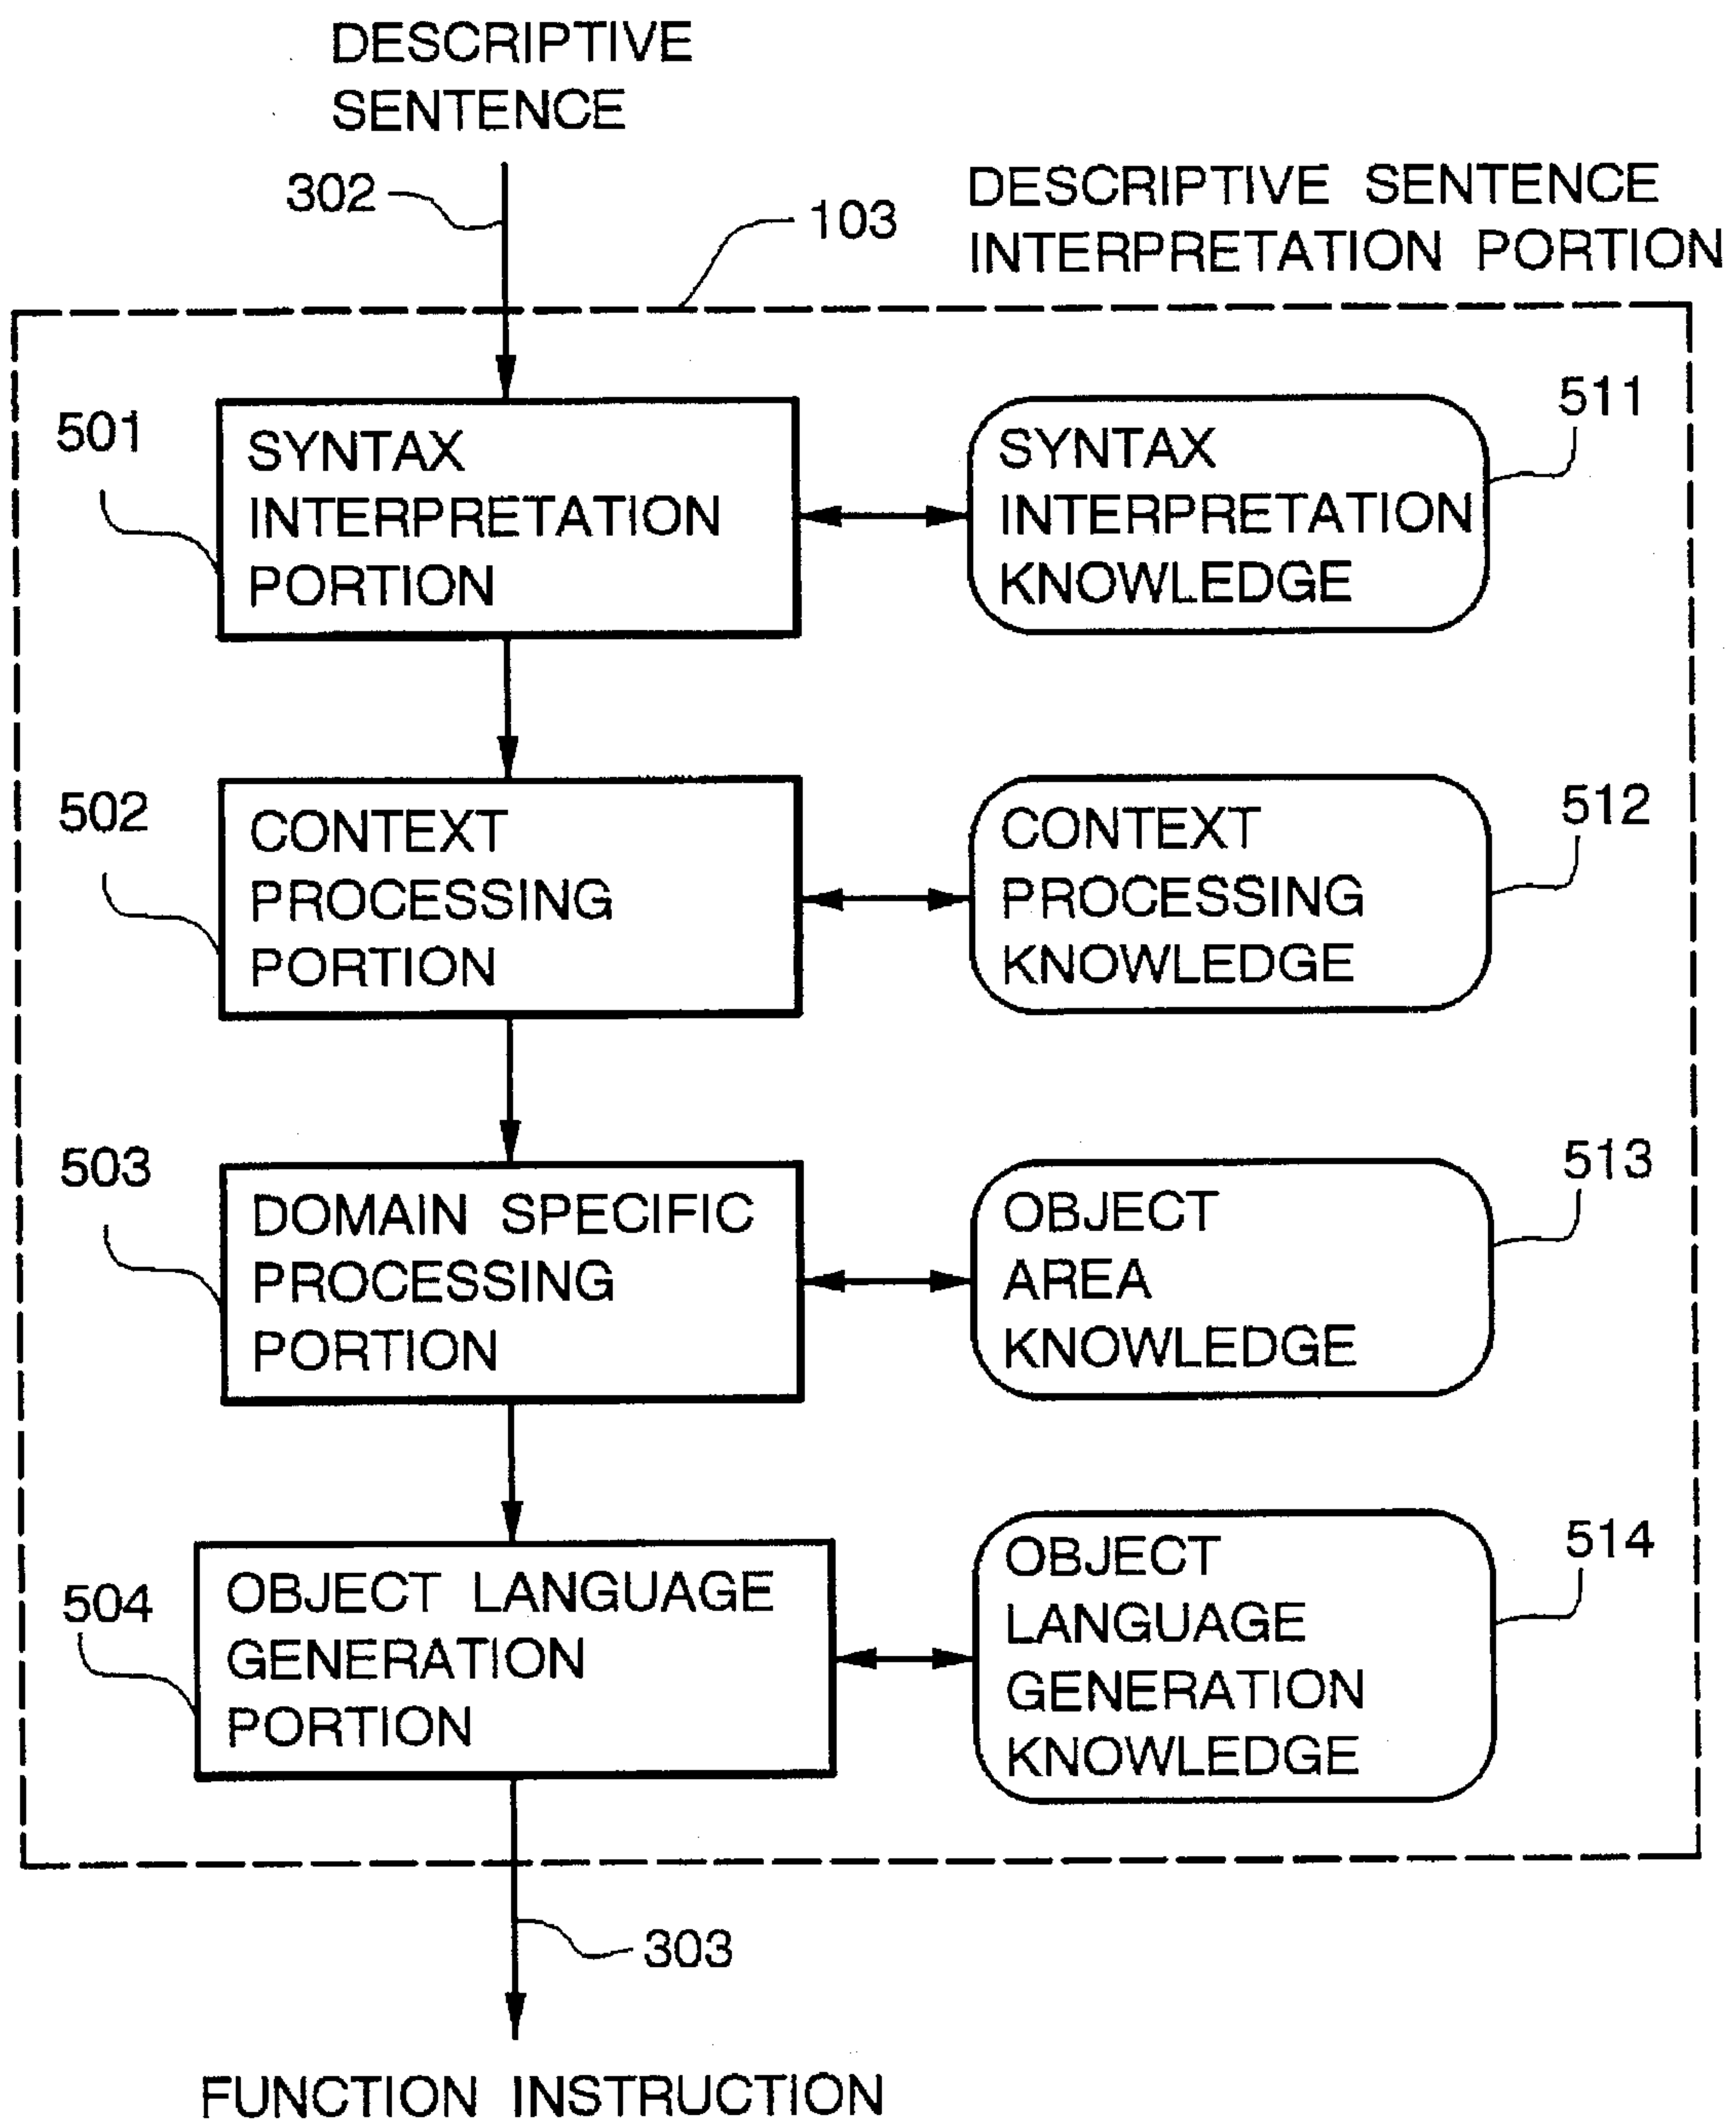 DESCRIPTIVE
SENTENCE
302
103
DESCRIPTIVE SENTENCE
INTERPRETATION PORTION
501
SYNTAX
INTERPRETATION
PORTION
SYNTAX
INTERPRETATION
KNOWLEDGE
511
502
CONTEXT
PROCESSING
PORTION
CONTEXT
PROCESSING
KNOWLEDGE
512
503
DOMAIN SPECIFIC
PROCESSING
PORTION
OBJECT
AREA
KNOWLEDGE
513
504
OBJECT LANGUAGE
GENERATION
PORTION
OBJECT
LANGUAGE
GENERATION
KNOWLEDGE
514
303
FUNCTION INSTRUCTION